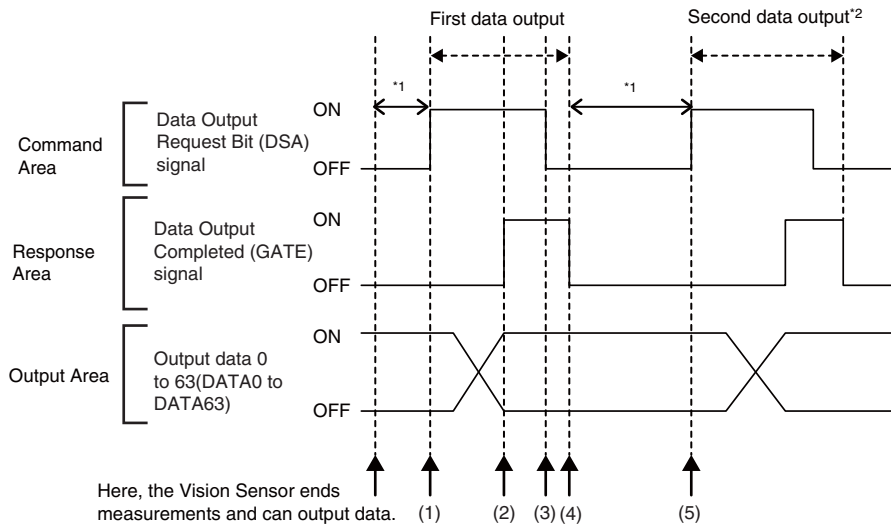 First data output
Second data output*2
*1
*1
Command
Area
Data Output
Request Bit (DSA)
signal
ON
OFF
Response
Area
Data Output
Completed (GATE)
signal
ON
OFF
Output Area
Output data 0
to 63(DATA0 to
DATA63)
ON
OFF
Here, the Vision Sensor ends
measurements and can output data.
(1)
(2)
(3)
(4)
(5)